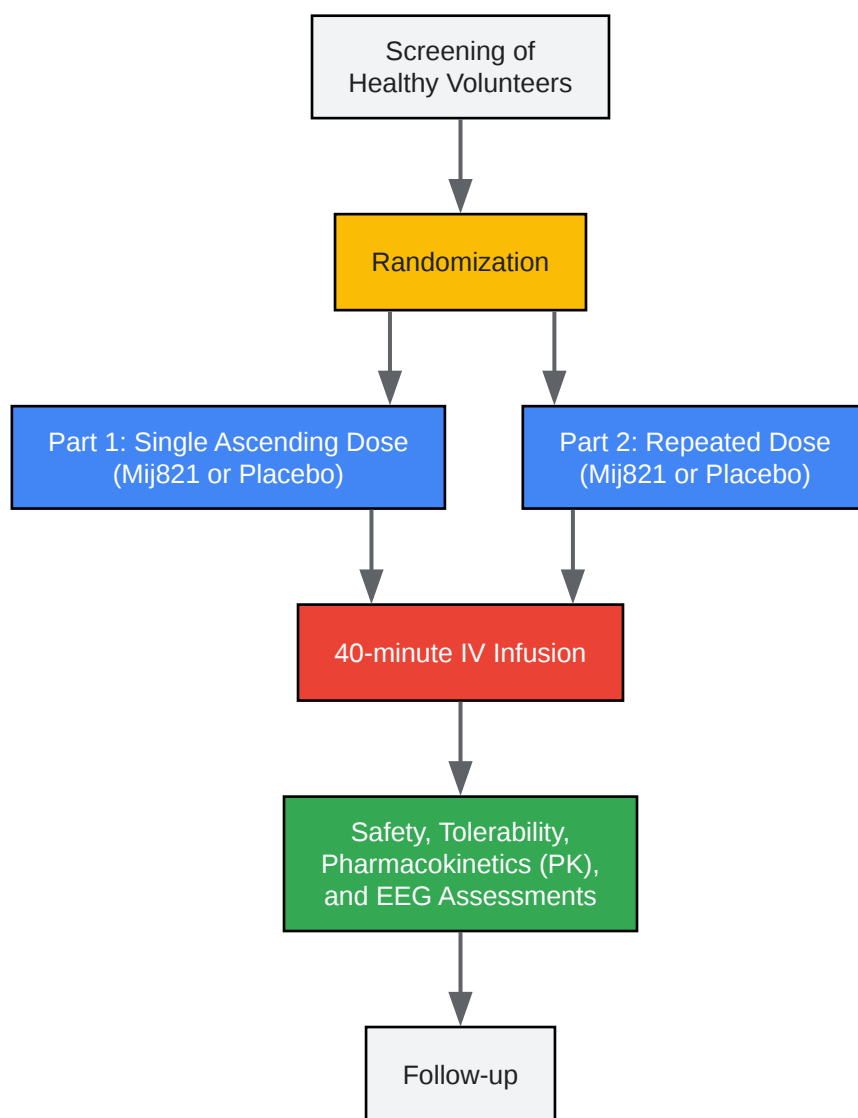 Screening of
Healthy Volunteers
Randomization
Part 1: Single Ascending Dose
(Mij821 or Placebo)
Part 2: Repeated Dose
(Mij821 or Placebo)
40-minute IV Infusion
Safety, Tolerability,
Pharmacokinetics (PK),
and EEG Assessments
Follow-up